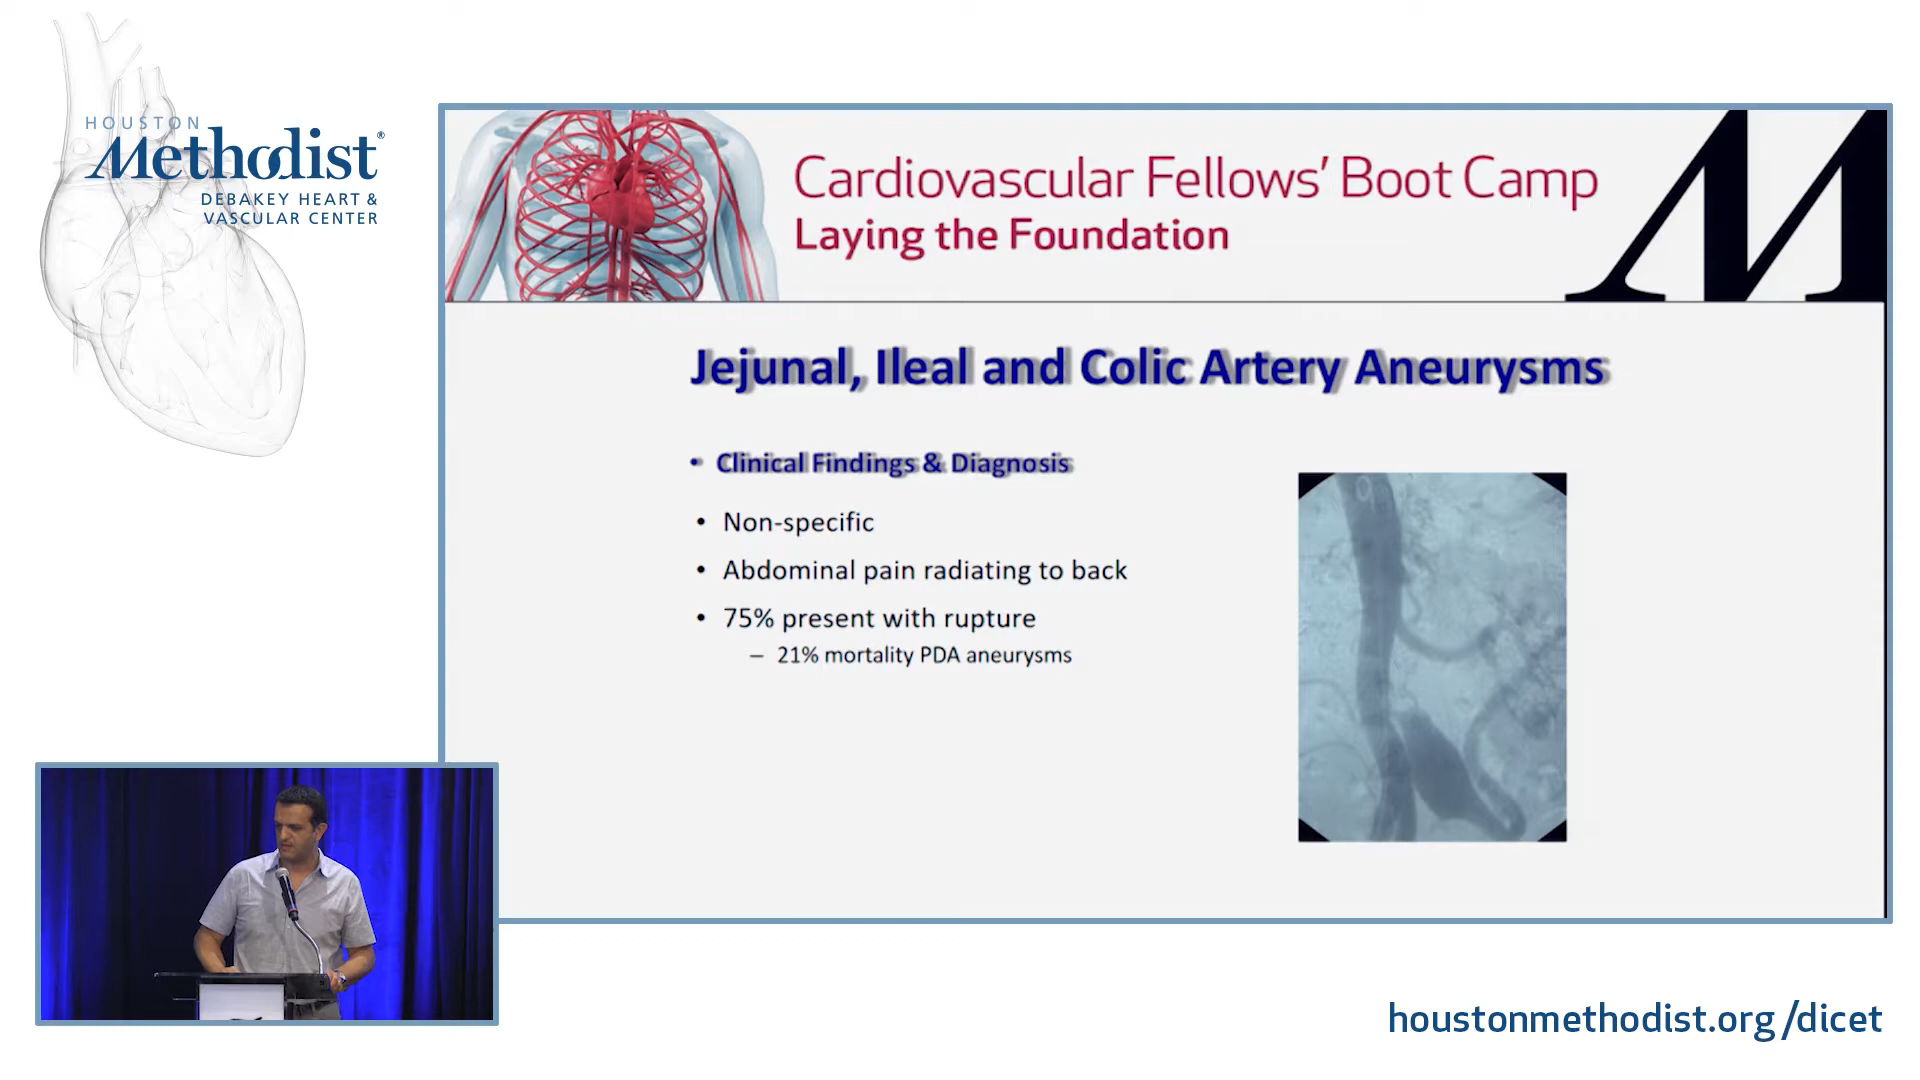 HOUSTON
Methodist®
DEBAKEY HEART &
VASCULAR CENTER
Cardiovascular Fellows’ Boot Camp
Laying the Foundation
M
Jejunal, Ileal and Colic Artery Aneurysms
• Clinical Findings & Diagnosis
• Non-specific
• Abdominal pain radiating to back
• 75% present with rupture
– 21% mortality PDA aneurysms
houstonmethodist.org/dicet